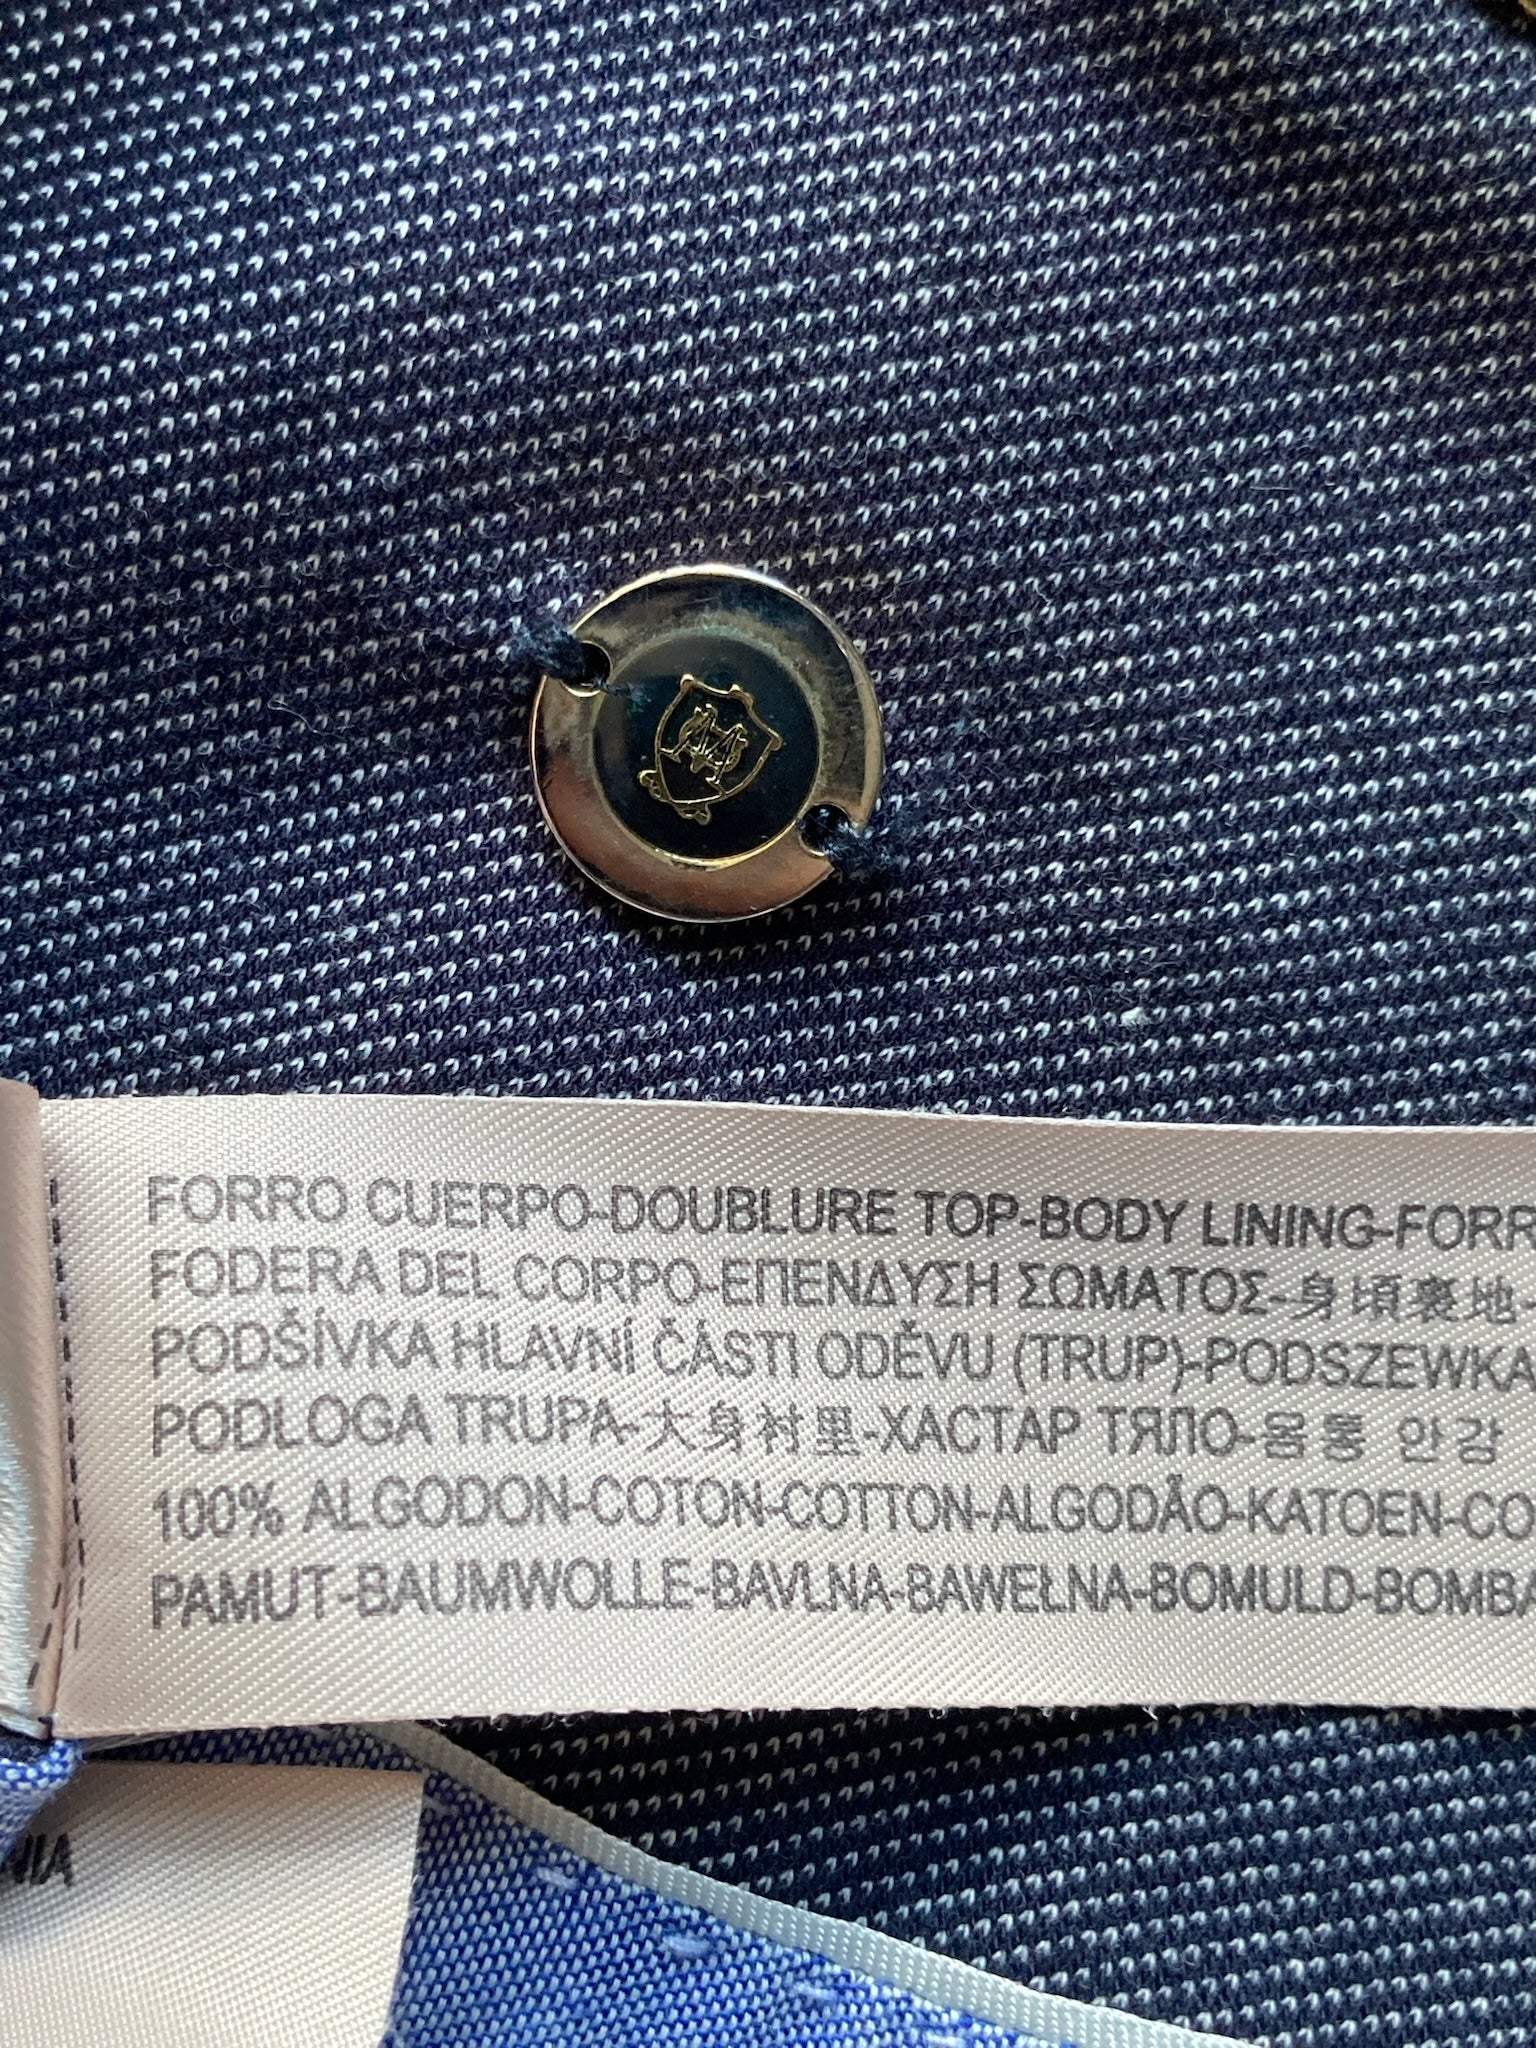 FORRO CUERPO-DOUBLURE TOP-BODY LINING-FORR
FODERA DEL CORPO-ΕΠΕΝΔΥΣΗ ΣΩΜΑΤΟΣ-身頃裏地-
PODŠÍVKA HLAVNÍ ČÁSTI ODĚVU (TRUP)-PODSZEWKA
PODLOGA TRUPA-大身衬里-ХАСТАР ТЯЛО-몸통 안감
100% ALGODON-COTON-COTTON-ALGODÃO-KATOEN-CO
PAMUT-BAUMWOLLE-BAVLNA-BAWEŁNA-BOMULD-BOMBA
NIA